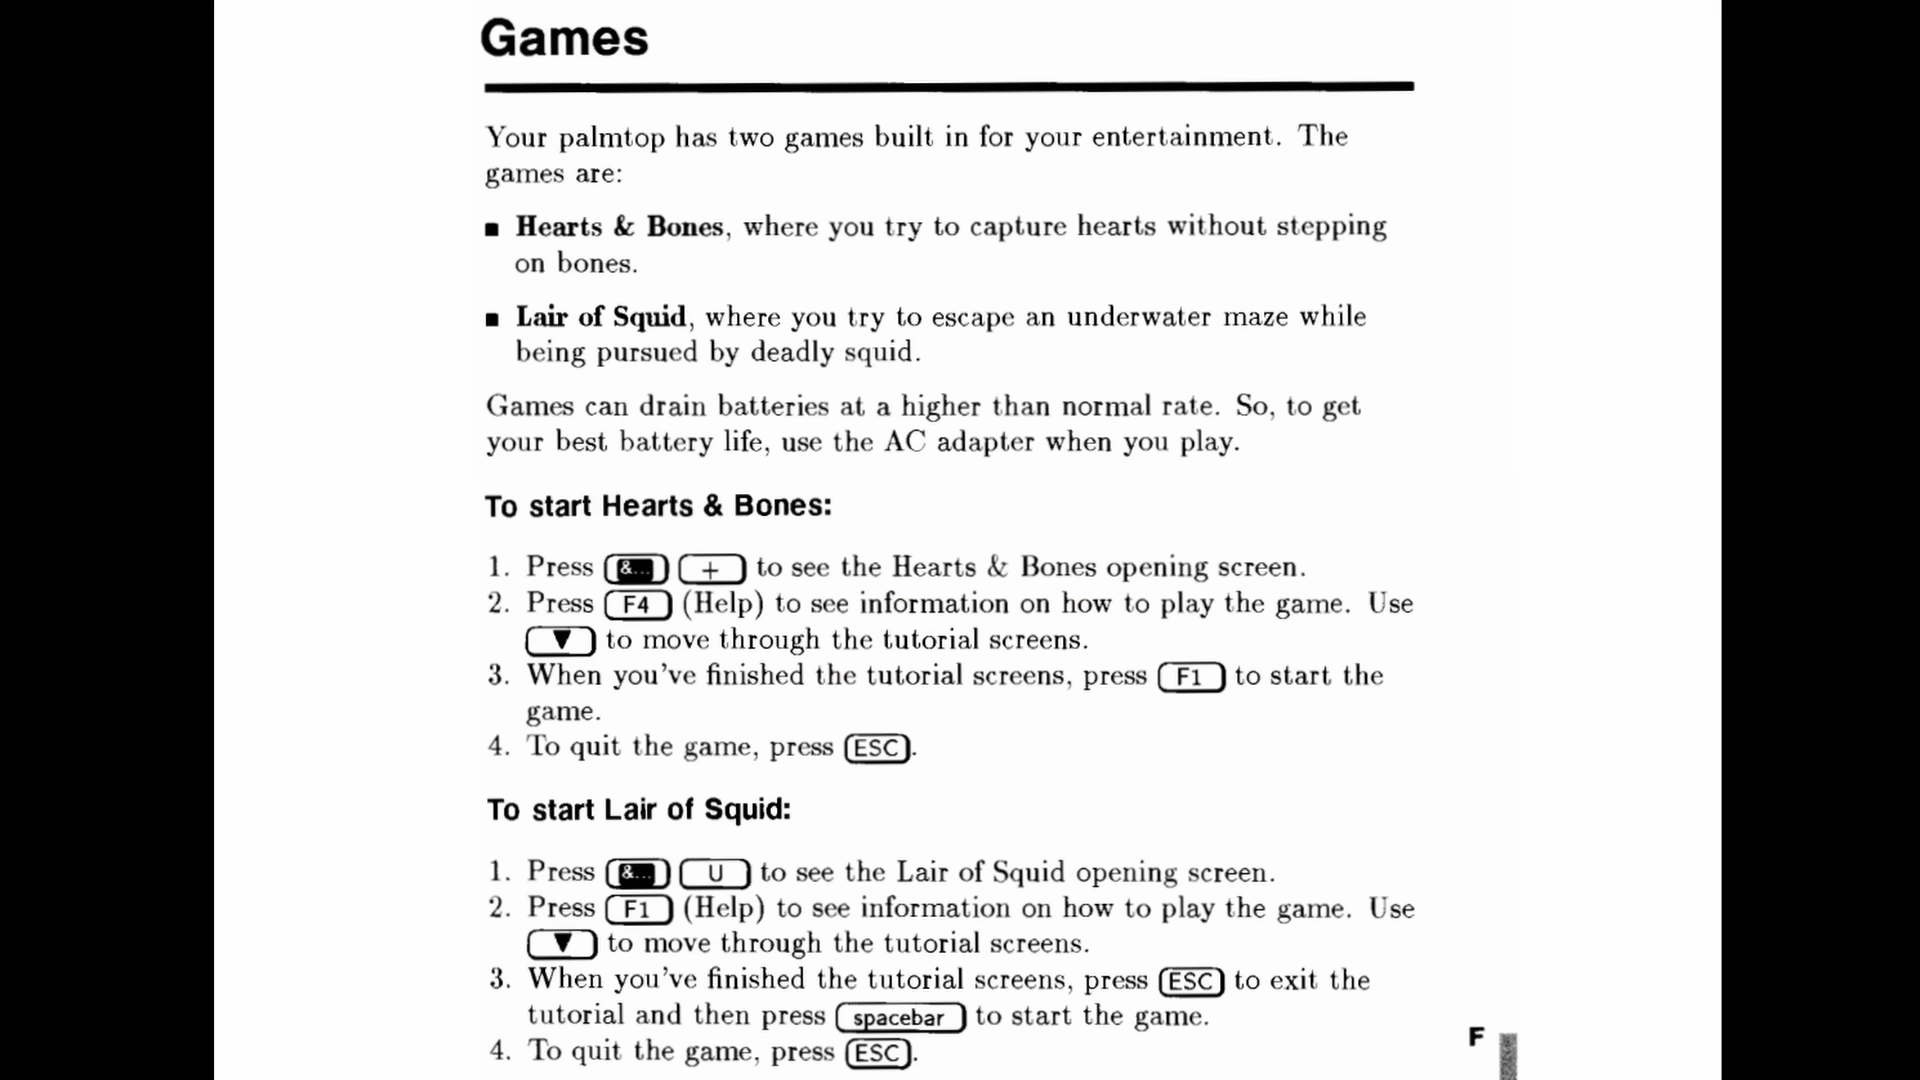 Games
Your palmtop has two games built in for your entertainment. The
games are:
■ Hearts & Bones, where you try to capture hearts without stepping
on bones.
■ Lair of Squid, where you try to escape an underwater maze while
being pursued by deadly squid.
Games can drain batteries at a higher than normal rate. So, to get
your best battery life, use the AC adapter when you play.
To start Hearts & Bones:
1. Press &... + to see the Hearts & Bones opening screen.
2. Press F4 (Help) to see information on how to play the game. Use
▼ to move through the tutorial screens.
3. When you've finished the tutorial screens, press F1 to start the
game.
4. To quit the game, press ESC.
To start Lair of Squid:
1. Press &... U to see the Lair of Squid opening screen.
2. Press F1 (Help) to see information on how to play the game. Use
▼ to move through the tutorial screens.
3. When you've finished the tutorial screens, press ESC to exit the
tutorial and then press spacebar to start the game.
4. To quit the game, press ESC.
F